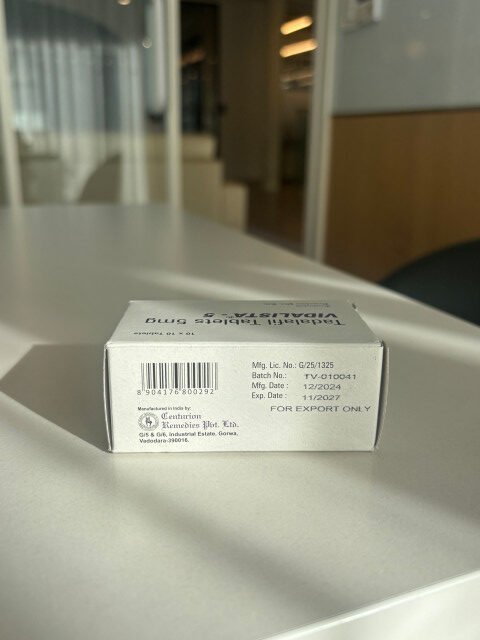 Tadalafil Tablets 5mg
VIDALISTA® - 5
10 x 10 Tablets
8 904176 800292
Manufactured in India by:
Centurion
Remedies Pvt. Ltd.
G/5 & G/6, Industrial Estate, Gorwa,
Vadodara-390016.
Mfg. Lic. No.: G/25/1325
Batch No.: TV-010041
Mfg. Date : 12/2024
Exp. Date : 11/2027
FOR EXPORT ONLY